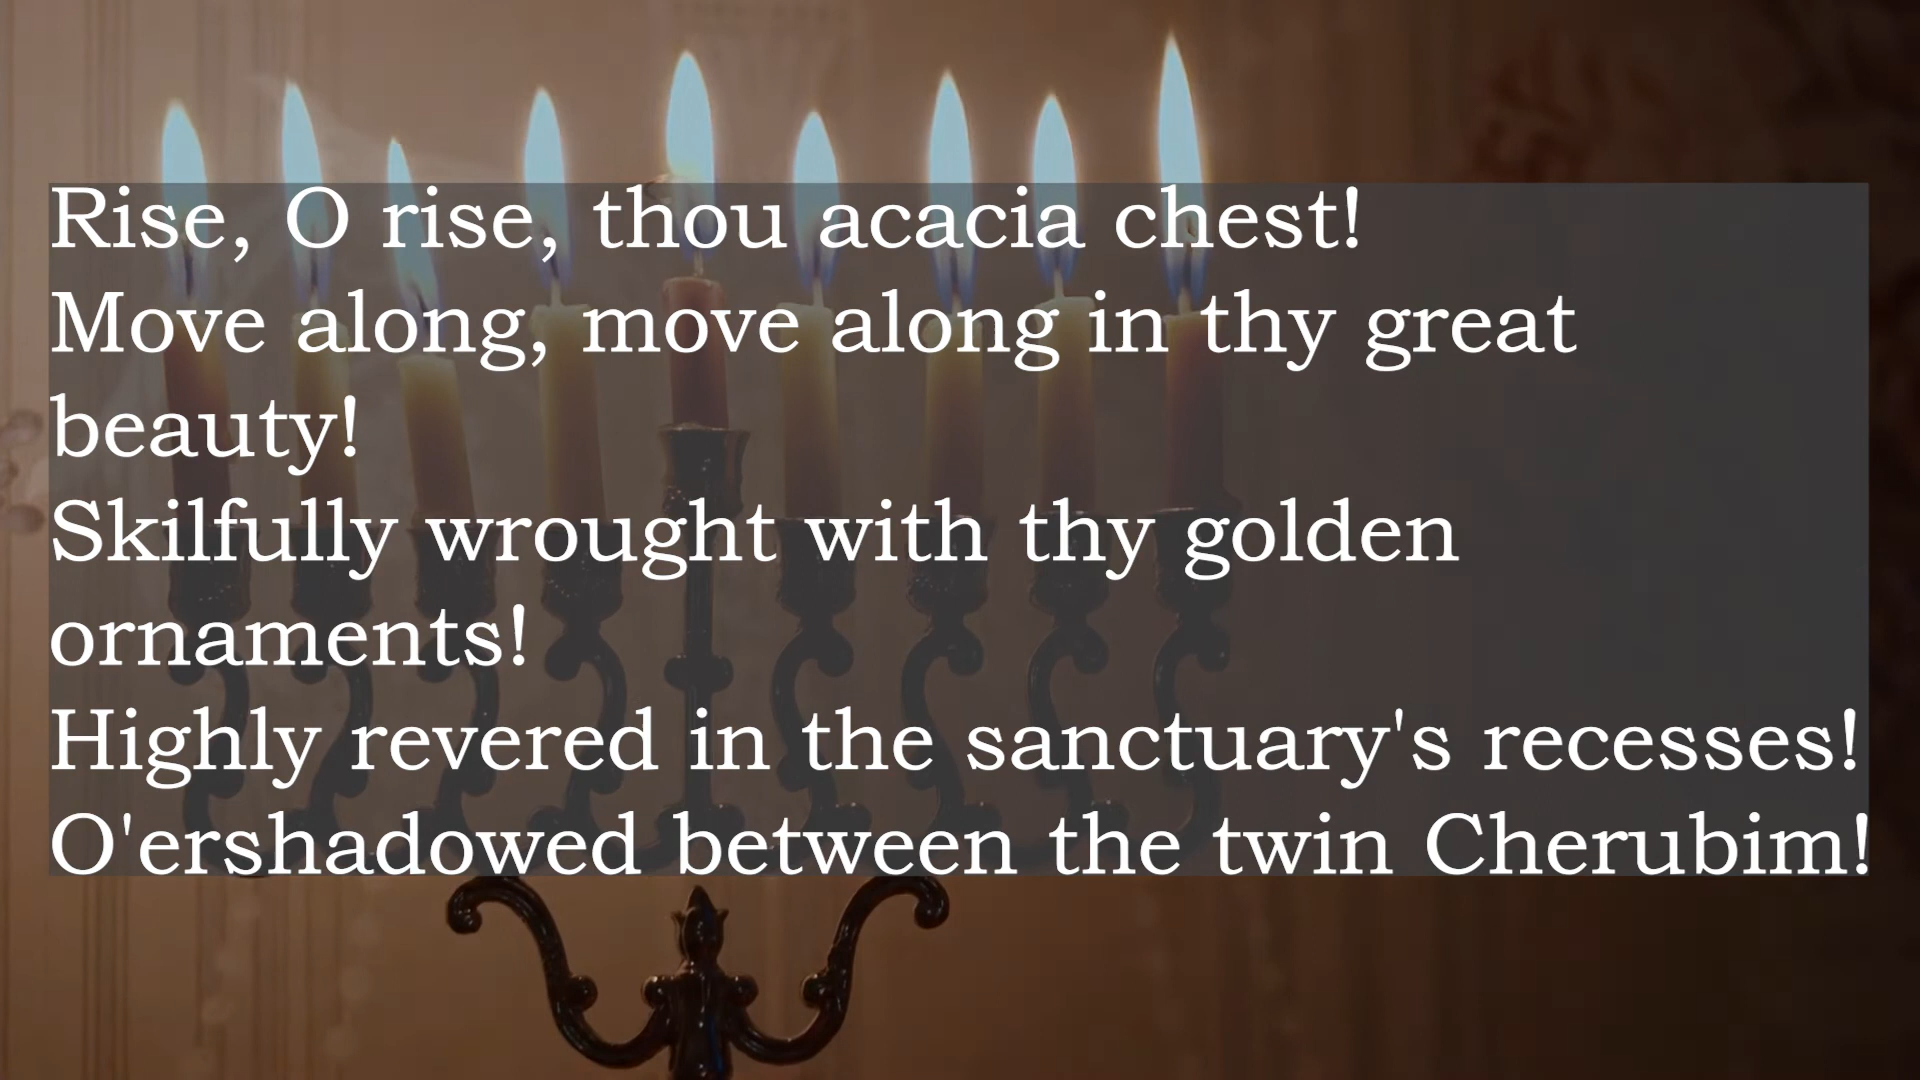 Rise, O rise, thou acacia chest!
Move along, move along in thy great
beauty!
Skilfully wrought with thy golden
ornaments!
Highly revered in the sanctuary's recesses!
O'ershadowed between the twin Cherubim!